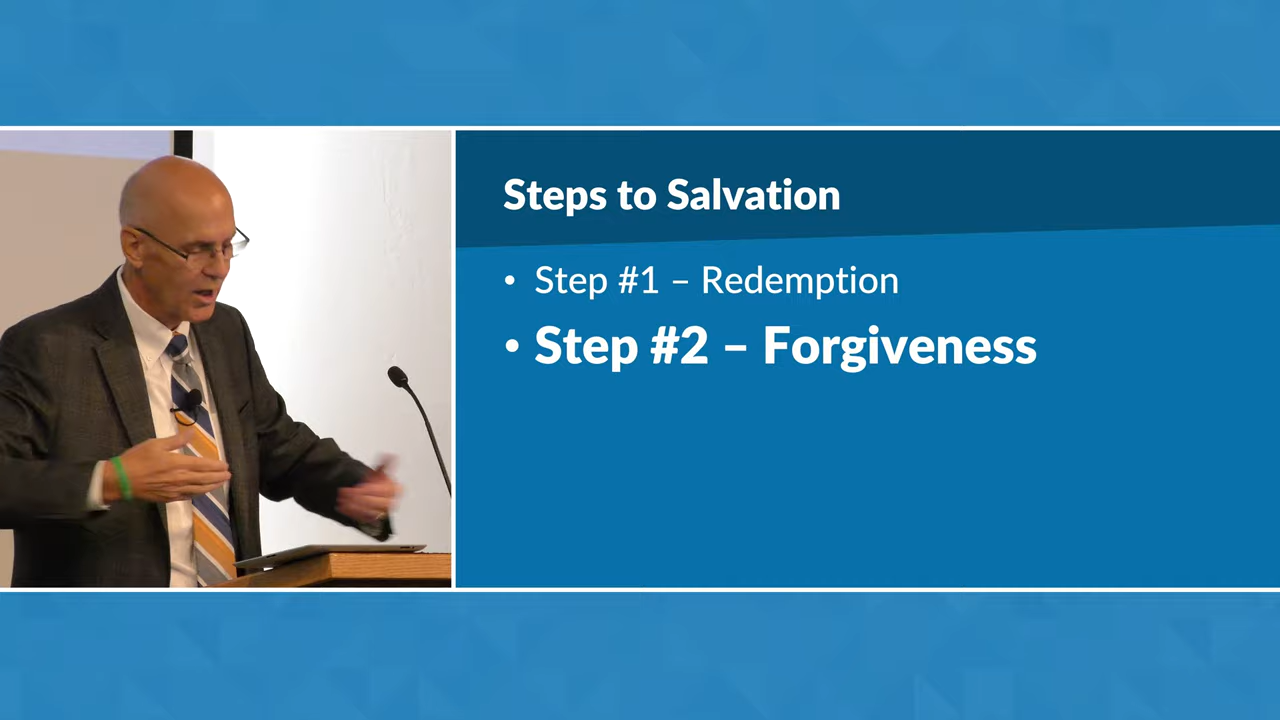 Steps to Salvation
• Step #1 – Redemption
• Step #2 – Forgiveness